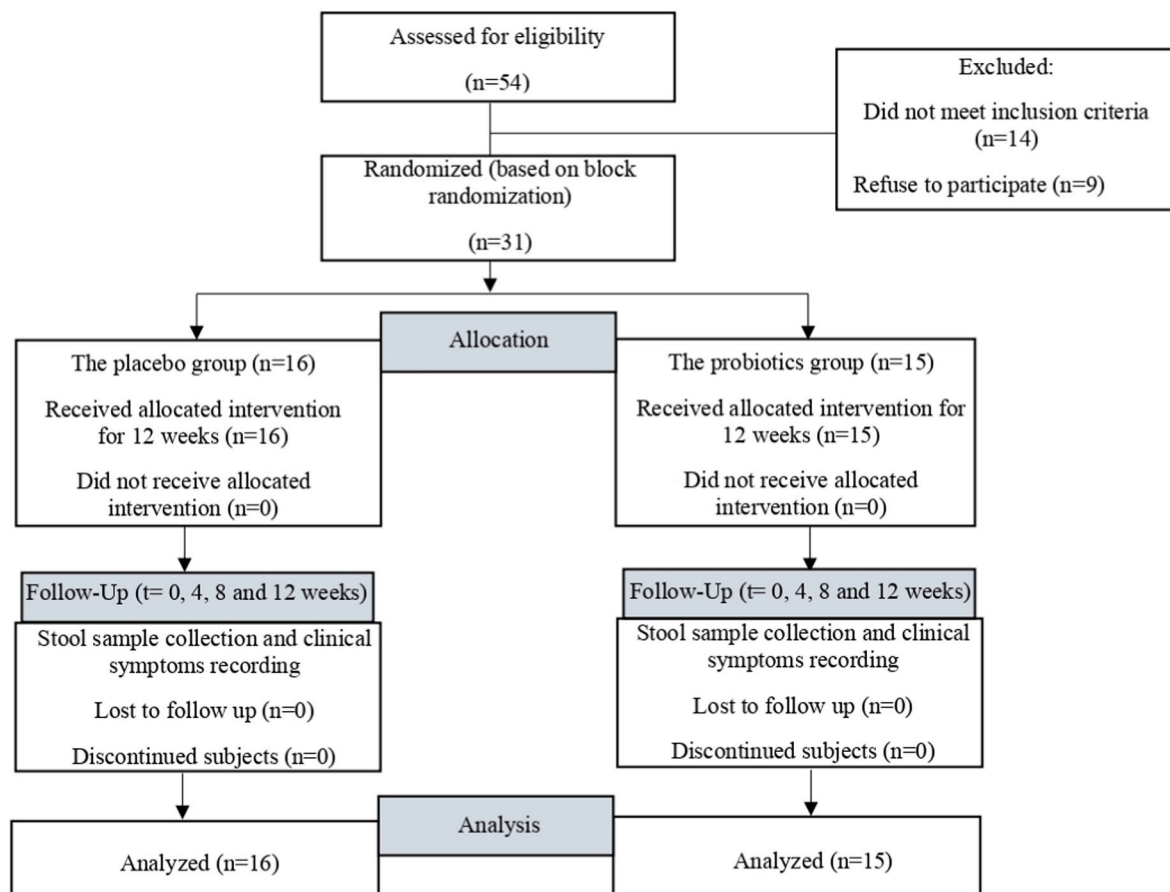 Assessed for eligibility
(n=54)
Excluded:
Did not meet inclusion criteria
(n=14)
Refuse to participate (n=9)
Randomized (based on block
randomization)
(n=31)
Allocation
The placebo group (n=16)
Received allocated intervention
for 12 weeks (n=16)
Did not receive allocated
intervention (n=0)
The probiotics group (n=15)
Received allocated intervention for
12 weeks (n=15)
Did not receive allocated
intervention (n=0)
Follow-Up (t= 0, 4, 8 and 12 weeks)
Stool sample collection and clinical
symptoms recording
Lost to follow up (n=0)
Discontinued subjects (n=0)
Follow-Up (t= 0, 4, 8 and 12 weeks)
Stool sample collection and clinical
symptoms recording
Lost to follow up (n=0)
Discontinued subjects (n=0)
Analysis
Analyzed (n=16)
Analyzed (n=15)